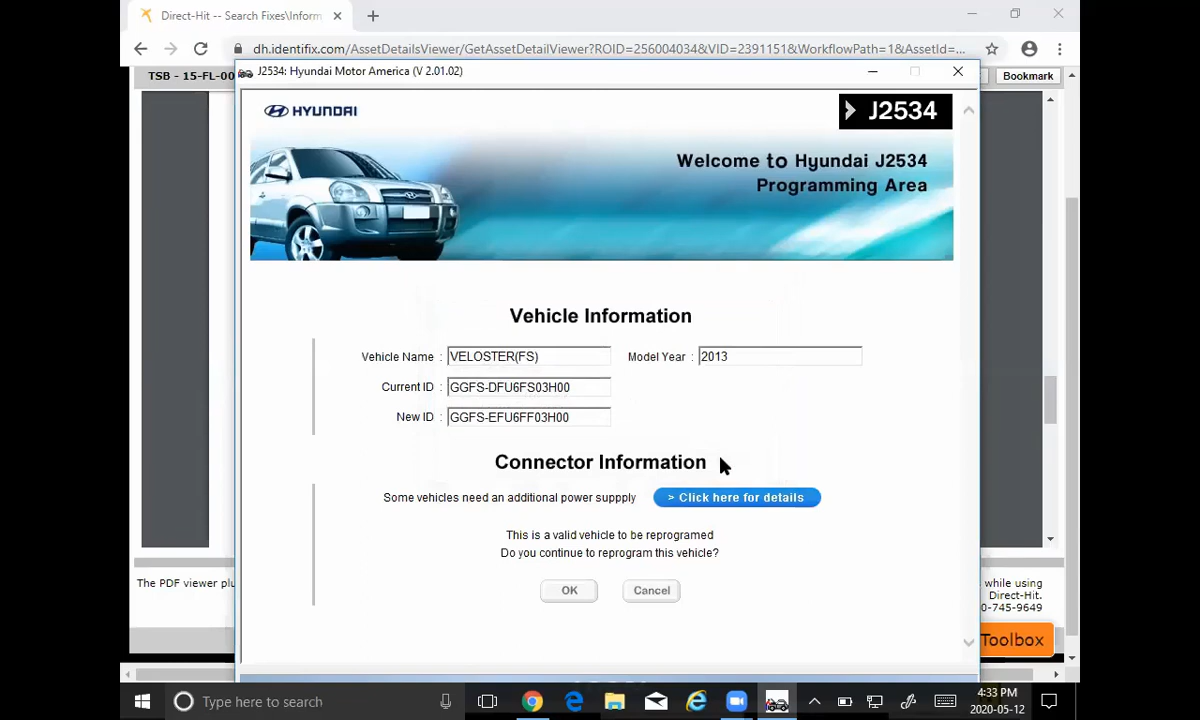 Direct-Hit -- Search Fixes\Inform
dh.identifix.com/AssetDetailsViewer/GetAssetDetailViewer?ROID=256004034&VID=2391151&WorkflowPath=1&AssetId=...
TSB - 15-FL-00
Bookmark
J2534: Hyundai Motor America (V 2.01.02)
HYUNDAI
J2534
Welcome to Hyundai J2534
Programming Area
Vehicle Information
Vehicle Name : VELOSTER(FS) Model Year : 2013
Current ID : GGFS-DFU6FS03H00
New ID : GGFS-EFU6FF03H00
Connector Information
Some vehicles need an additional power suppply > Click here for details
This is a valid vehicle to be reprogramed
Do you continue to reprogram this vehicle?
OK Cancel
The PDF viewer plu
while using
Direct-Hit.
0-745-9649
Toolbox
Type here to search
4:33 PM
2020-05-12